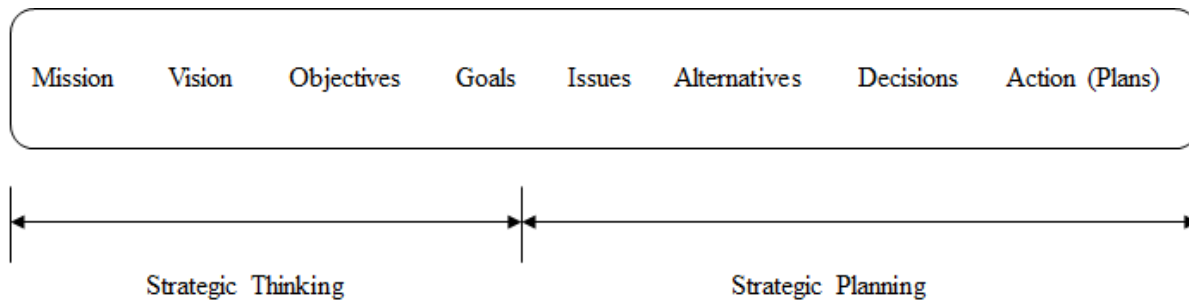 Mission Vision Objectives Goals Issues Alternatives Decisions Action (Plans)
Strategic Thinking Strategic Planning